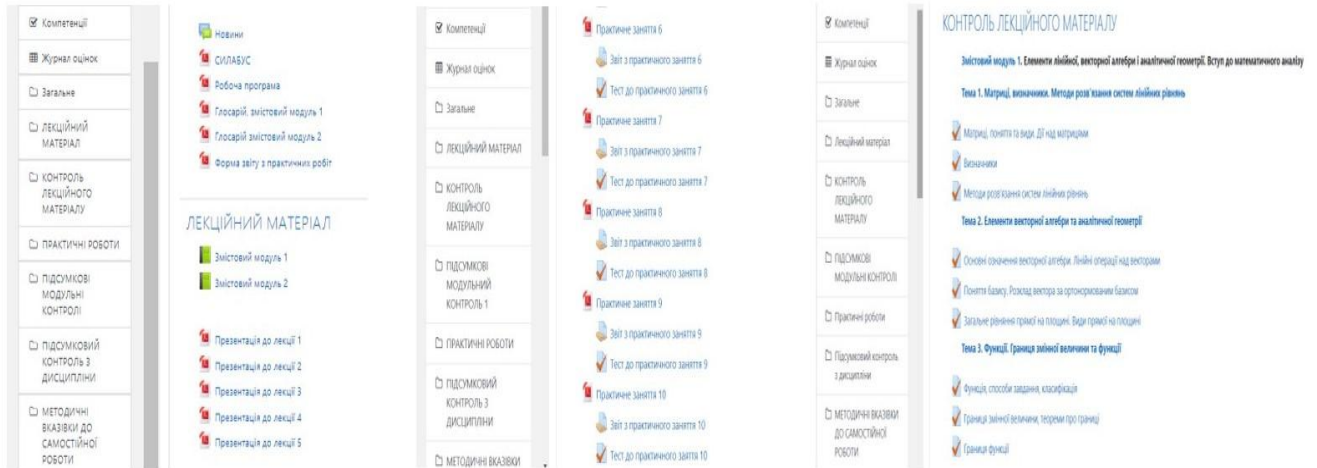 Компетенції
Журнал оцінок
Загальне
ЛЕКЦІЙНИЙ
МАТЕРІАЛ
КОНТРОЛЬ
ЛЕКЦІЙНОГО
МАТЕРІАЛУ
ПРАКТИЧНІ РОБОТИ
ПІДСУМКОВІ
МОДУЛЬНІ
КОНТРОЛІ
ПІДСУМКОВИЙ
КОНТРОЛЬ З
ДИСЦИПЛІНИ
МЕТОДИЧНІ
ВКАЗІВКИ ДО
САМОСТІЙНОЇ
РОБОТИ
Новини
СИЛАБУС
Робоча програма
Глосарій, змістовий модуль 1
Глосарій змістовий модуль 2
Форма звіту з практичних робіт
ЛЕКЦІЙНИЙ МАТЕРІАЛ
Змістовий модуль 1
Змістовий модуль 2
Презентація до лекції 1
Презентація до лекції 2
Презентація до лекції 3
Презентація до лекції 4
Презентація до лекції 5
Компетенції
Журнал оцінок
Загальне
ЛЕКЦІЙНИЙ МАТЕРІАЛ
КОНТРОЛЬ
ЛЕКЦІЙНОГО
МАТЕРІАЛУ
ПІДСУМКОВІ
МОДУЛЬНИЙ
КОНТРОЛЬ 1
ПРАКТИЧНІ РОБОТИ
ПІДСУМКОВИЙ
КОНТРОЛЬ З
ДИСЦИПЛІНИ
МЕТОДИЧНІ ВКАЗІВКИ
Практичне заняття 6
Звіт з практичного заняття 6
Тест до практичного заняття 6
Практичне заняття 7
Звіт з практичного заняття 7
Тест до практичного заняття 7
Практичне заняття 8
Звіт з практичного заняття 8
Тест до практичного заняття 8
Практичне заняття 9
Звіт з практичного заняття 9
Тест до практичного заняття 9
Практичне заняття 10
Звіт з практичного заняття 10
Тест до практичного заяття 10
Компетенції
Журнал оцінок
Загальне
Лекційний матеріал
КОНТРОЛЬ
ЛЕКЦІЙНОГО
МАТЕРІАЛУ
ПІДСУМКОВІ
МОДУЛЬНІ КОНТРОЛІ
Практичні роботи
Підсумковий контроль
з дисципліни
МЕТОДИЧНІ ВКАЗІВКИ
ДО САМОСТІЙНОЇ
РОБОТИ
КОНТРОЛЬ ЛЕКЦІЙНОГО МАТЕРІАЛУ
Змістовий модуль 1. Елементи лінійної, векторної алгебри і аналітичної геометрії. Вступ до математичного аналізу
Тема 1. Матриці, визначники. Методи розв'язання систем лінійних рівнянь
Матриці, поняття та види. Дії над матрицями
Визначники
Методи розв'язання систем лінійних рівнянь
Тема 2. Елементи векторної алгебри та аналітичної геометрії
Основні означення векторної алгебри. Лінійні операції над векторами
Поняття базису. Розклад вектора за ортонормованим базисом
Загальне рівняння прямої на площині. Види прямої на площині
Тема 3. Функції. Границя змінної величини та функції
Функція, способи завдання, класифікація
Границя змінної величини, теореми про границі
Границя функції